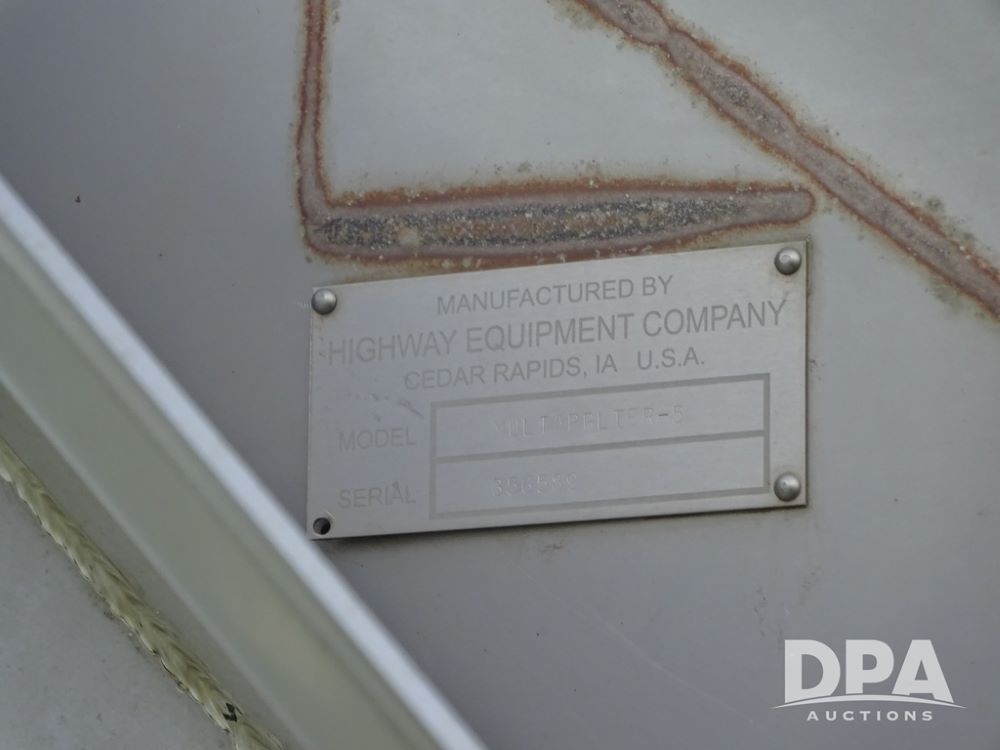 MANUFACTURED BY
HIGHWAY EQUIPMENT COMPANY
CEDAR RAPIDS, IA U.S.A.
MODEL
SERIAL
DPA
AUCTIONS